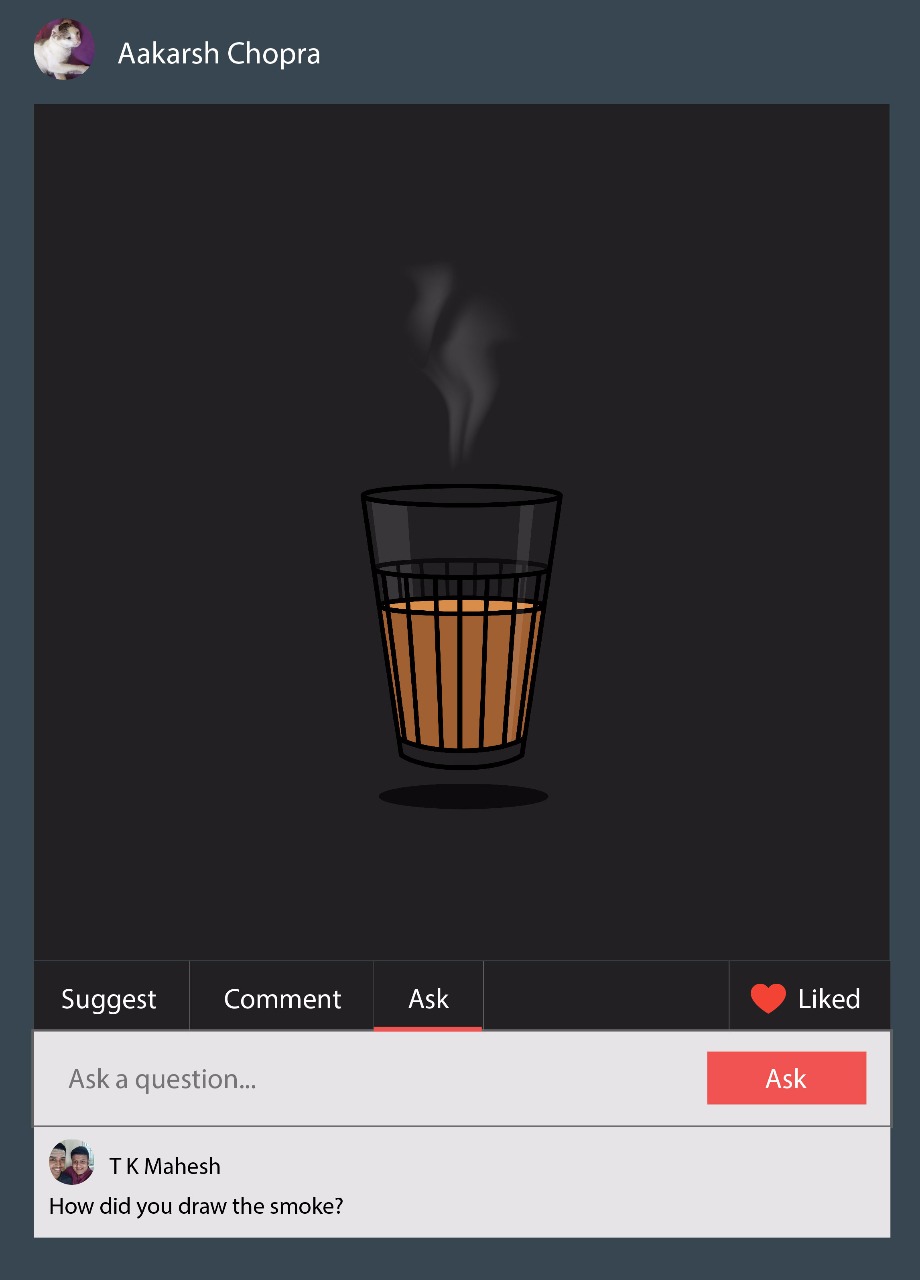 Aakarsh Chopra
Suggest
Comment
Ask
Liked
Ask a question...
Ask
T K Mahesh
How did you draw the smoke?